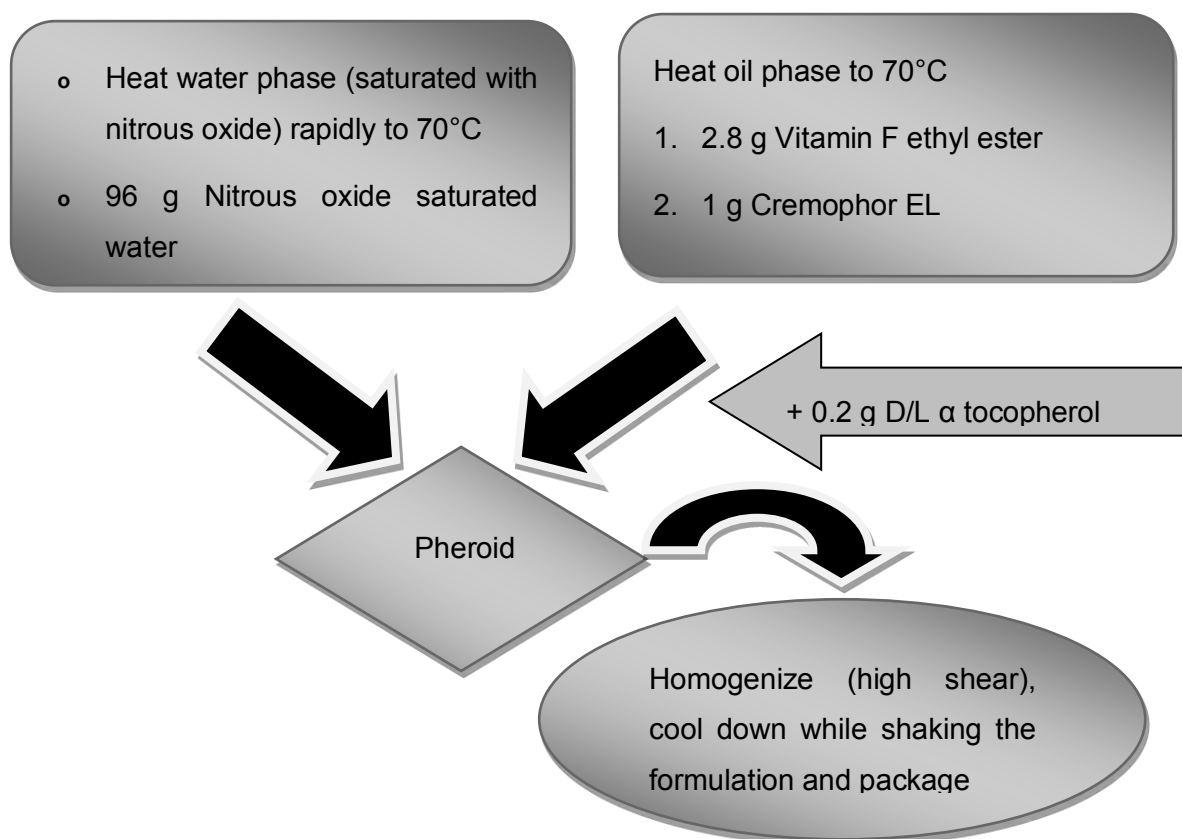 o Heat water phase (saturated with
nitrous oxide) rapidly to 70°C
o 96 g Nitrous oxide saturated
water
Heat oil phase to 70°C
1. 2.8 g Vitamin F ethyl ester
2. 1 g Cremophor EL
+ 0.2 g D/L α tocopherol
Pheroid
Homogenize (high shear),
cool down while shaking the
formulation and package